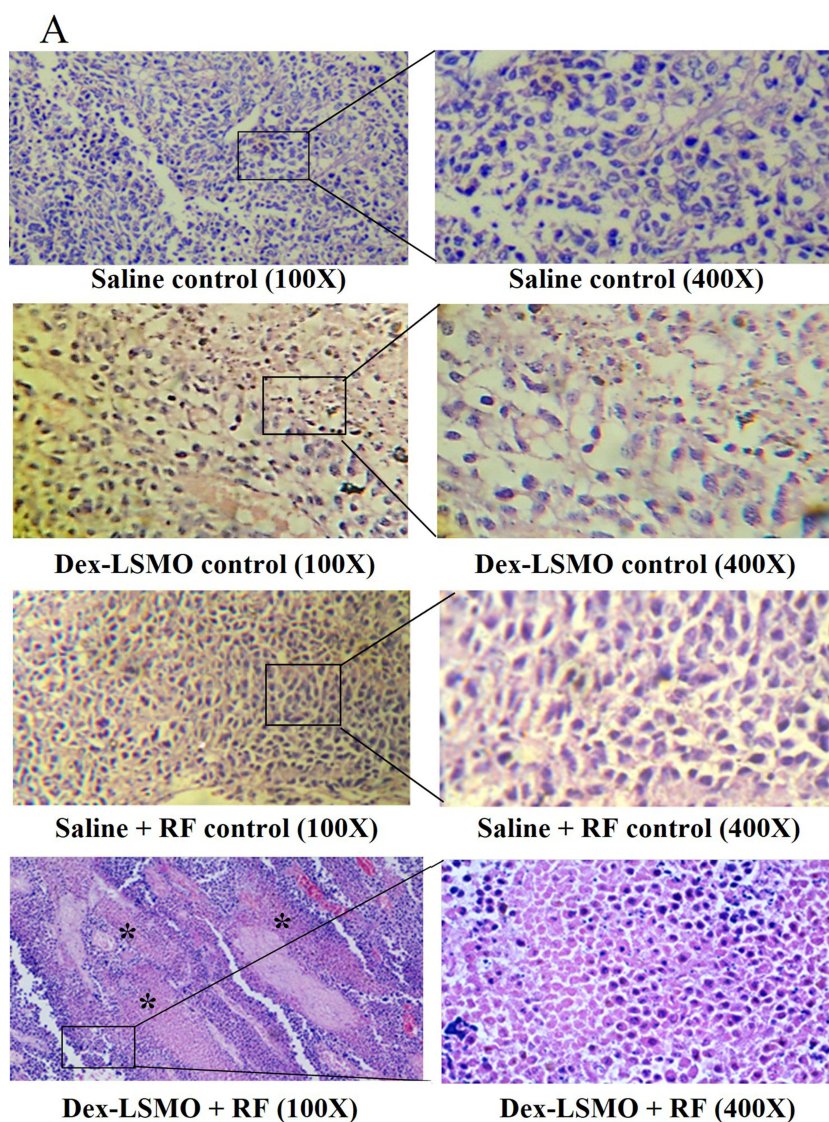 A
Saline control (100X) Saline control (400X)
Dex-LSMO control (100X) Dex-LSMO control (400X)
Saline + RF control (100X) Saline + RF control (400X)
* * *
Dex-LSMO + RF (100X) Dex-LSMO + RF (400X)